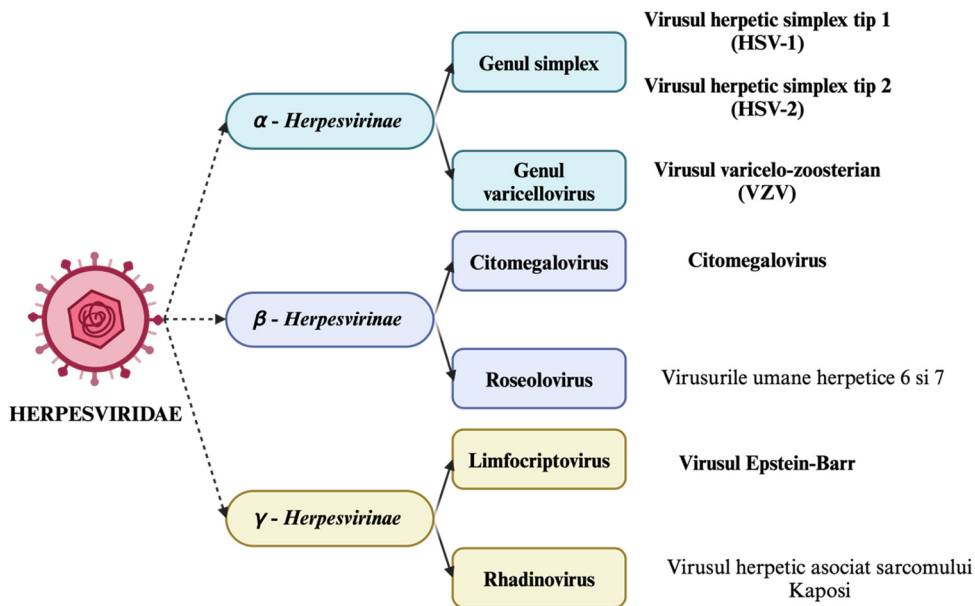 HERPESVIRIDAE
α - Herpesvirinae
Genul simplex
Virusul herpetic simplex tip 1
(HSV-1)
Virusul herpetic simplex tip 2
(HSV-2)
Genul
varicellovirus
Virusul varicelo-zoosterian
(VZV)
β - Herpesvirinae
Citomegalovirus
Citomegalovirus
Roseolovirus
Virusurile umane herpetice 6 si 7
γ - Herpesvirinae
Limfocriptovirus
Virusul Epstein-Barr
Rhadinovirus
Virusul herpetic asociat sarcomului
Kaposi